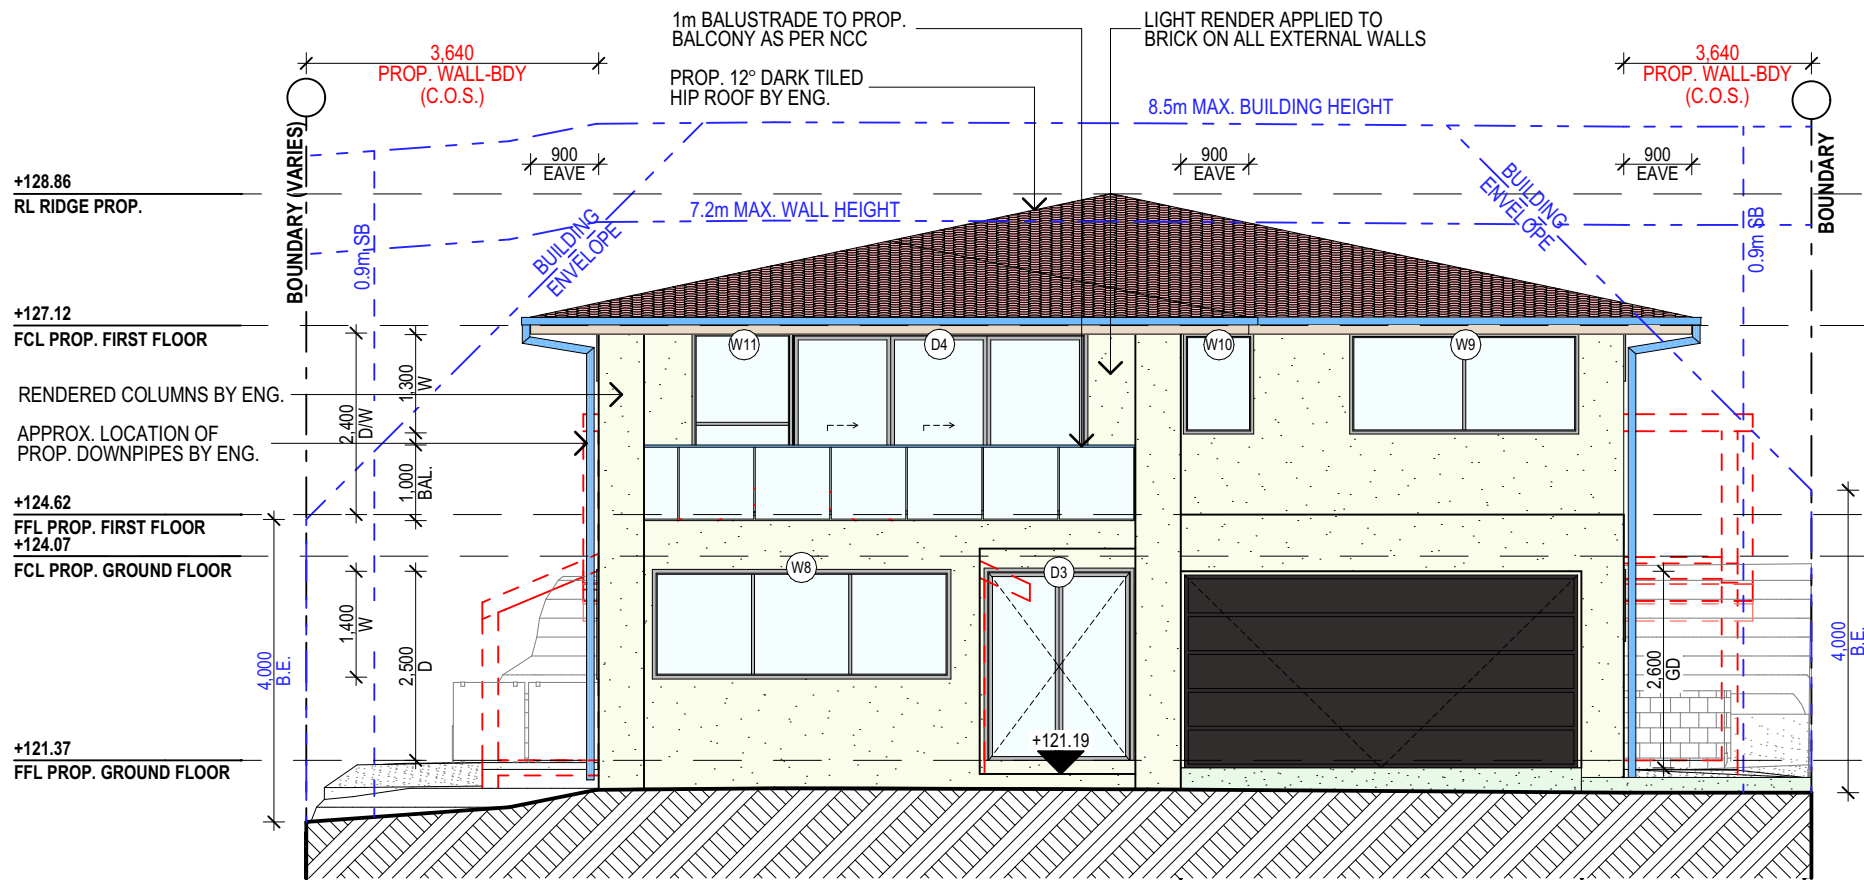 1m BALUSTRADE TO PROP.
BALCONY AS PER NCC
LIGHT RENDER APPLIED TO
BRICK ON ALL EXTERNAL WALLS
3,640
PROP. WALL-BDY
(C.O.S.)
PROP. 12° DARK TILED
HIP ROOF BY ENG.
3,640
PROP. WALL-BDY
(C.O.S.)
8.5m MAX. BUILDING HEIGHT
BOUNDARY (VARIES)
BOUNDARY
900
EAVE
900
EAVE
900
EAVE
+128.86
RL RIDGE PROP.
7.2m MAX. WALL HEIGHT
0.9m SB
BUILDING
ENVELOPE
BUILDING
ENVELOPE
0.9m SB
+127.12
FCL PROP. FIRST FLOOR
W11
D4
W10
W9
RENDERED COLUMNS BY ENG.
2,400
D/W
1,300
W
APPROX. LOCATION OF
PROP. DOWNPIPES BY ENG.
1,000
BAL.
+124.62
FFL PROP. FIRST FLOOR
+124.07
FCL PROP. GROUND FLOOR
W8
D3
1,400
W
2,500
D
4,000
B.E.
2,600
GD
4,000
B.E.
+121.19
+121.37
FFL PROP. GROUND FLOOR